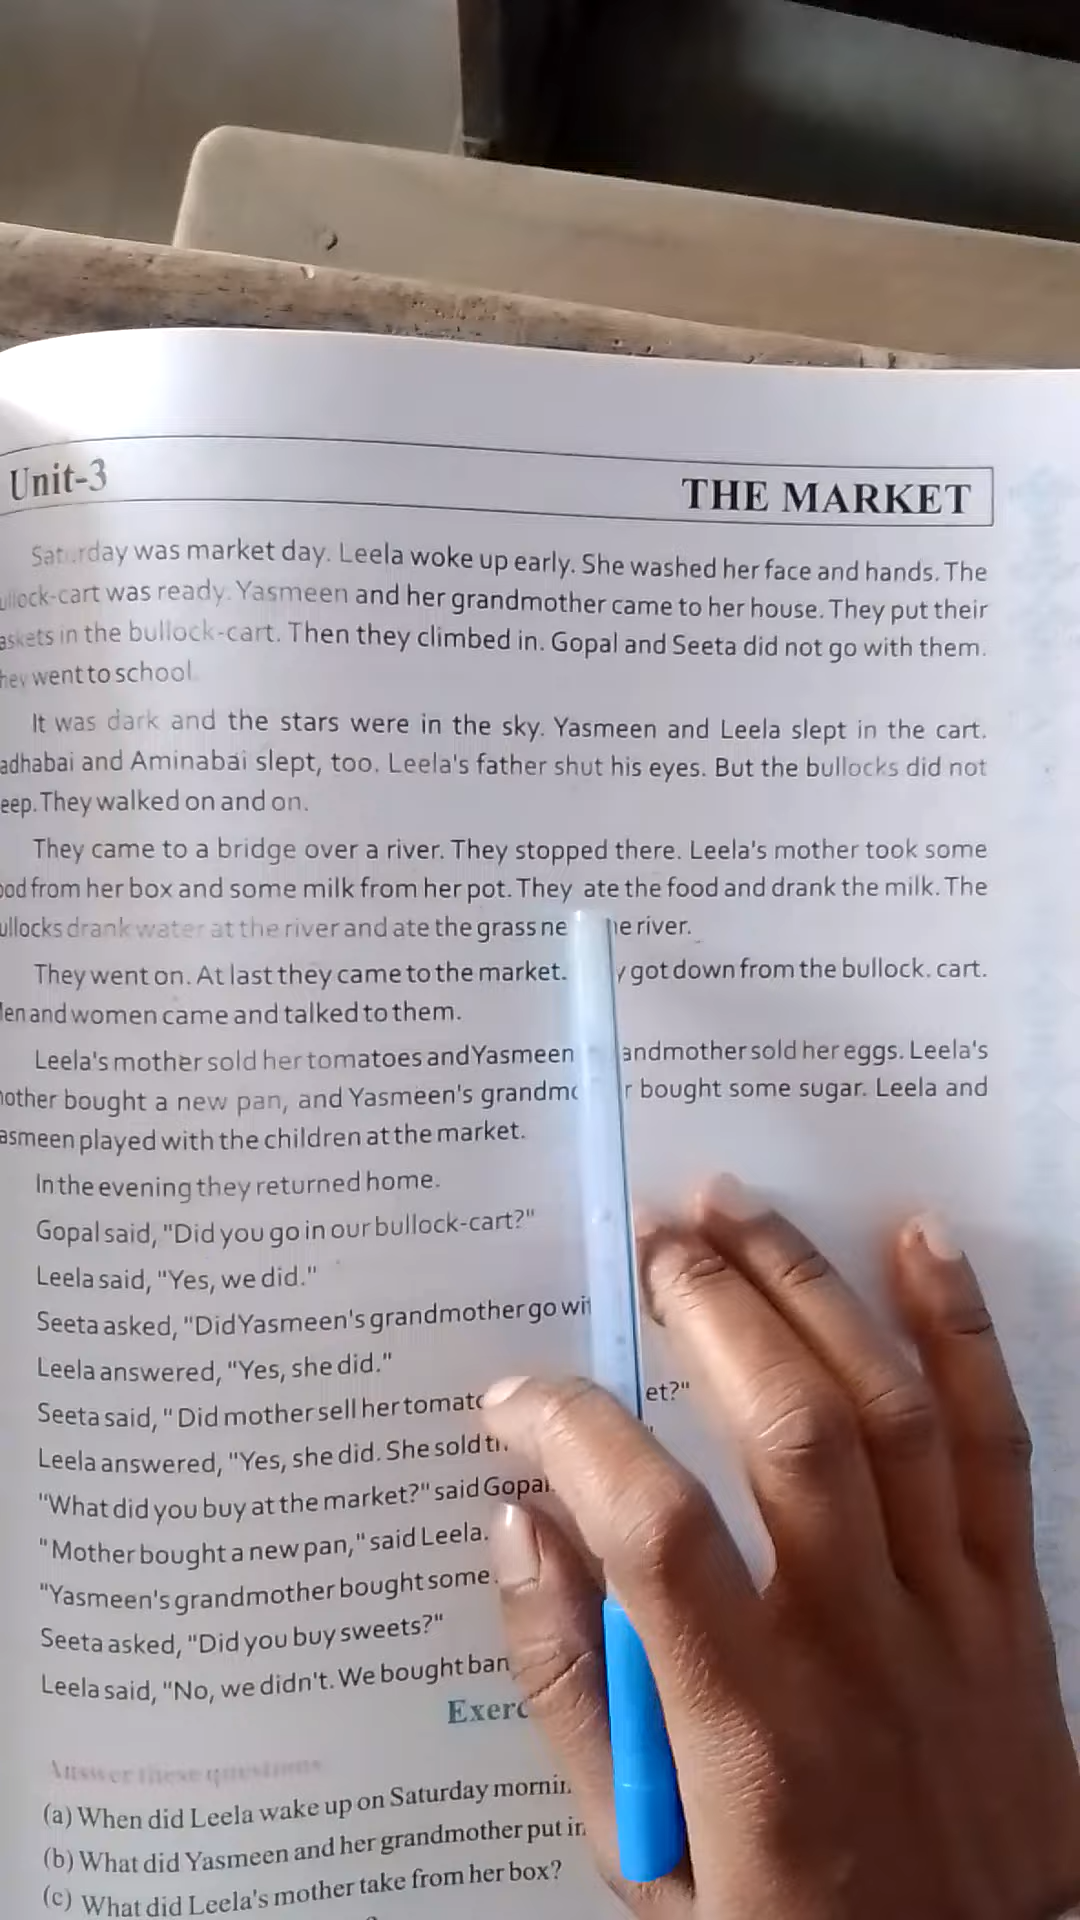 Unit-3
THE MARKET
Saturday was market day. Leela woke up early. She washed her face and hands. The
ullock-cart was ready. Yasmeen and her grandmother came to her house. They put their
askets in the bullock-cart. Then they climbed in. Gopal and Seeta did not go with them.
hey went to school.
It was dark and the stars were in the sky. Yasmeen and Leela slept in the cart.
adhabai and Aminabai slept, too. Leela's father shut his eyes. But the bullocks did not
eep. They walked on and on.
They came to a bridge over a river. They stopped there. Leela's mother took some
ood from her box and some milk from her pot. They ate the food and drank the milk. The
ullocks drank water at the river and ate the grass ne he river.
They went on. At last they came to the market. y got down from the bullock. cart.
en and women came and talked to them.
Leela's mother sold her tomatoes and Yasmeen andmother sold her eggs. Leela's
other bought a new pan, and Yasmeen's grandmo r bought some sugar. Leela and
asmeen played with the children at the market.
In the evening they returned home.
Gopal said, "Did you go in our bullock-cart?"
Leela said, "Yes, we did."
Seeta asked, "Did Yasmeen's grandmother go wit
Leela answered, "Yes, she did."
Seeta said, " Did mother sell her tomato et?"
Leela answered, "Yes, she did. She sold
"What did you buy at the market?" said Gopal.
"Mother bought a new pan," said Leela.
"Yasmeen's grandmother bought some
Seeta asked, "Did you buy sweets?"
Leela said, "No, we didn't. We bought ban
Exerc
Answer these questions
(a) When did Leela wake up on Saturday mornin
(b) What did Yasmeen and her grandmother put in
(c) What did Leela's mother take from her box?